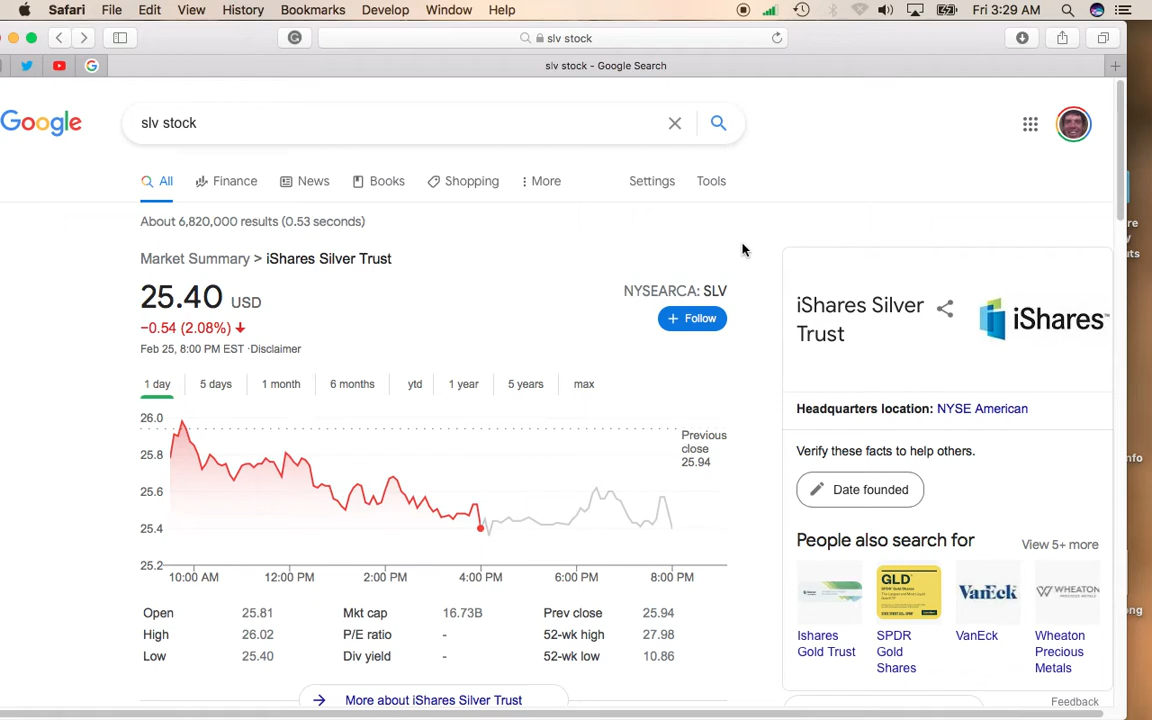 Safari File Edit View History Bookmarks Develop Window Help Fri 3:29 AM
slv stock
slv stock - Google Search
Google
slv stock
All Finance News Books Shopping More Settings Tools
About 6,820,000 results (0.53 seconds)
Market Summary > iShares Silver Trust
25.40 USD
NYSEARCA: SLV
−0.54 (2.08%)
+ Follow
Feb 25, 8:00 PM EST · Disclaimer
1 day 5 days 1 month 6 months ytd 1 year 5 years max
26.0
25.8
25.6
25.4
25.2
Previous
close
25.94
10:00 AM 12:00 PM 2:00 PM 4:00 PM 6:00 PM 8:00 PM
Open 25.81 Mkt cap 16.73B Prev close 25.94
High 26.02 P/E ratio - 52-wk high 27.98
Low 25.40 Div yield - 52-wk low 10.86
More about iShares Silver Trust
iShares Silver
Trust
iShares
Headquarters location: NYSE American
Verify these facts to help others.
Date founded
People also search for
View 5+ more
GLD
VanEck
WHEATON
Ishares
Gold Trust
SPDR
Gold
Shares
VanEck
Wheaton
Precious
Metals
Feedback
re
y
uts
nfo
ng